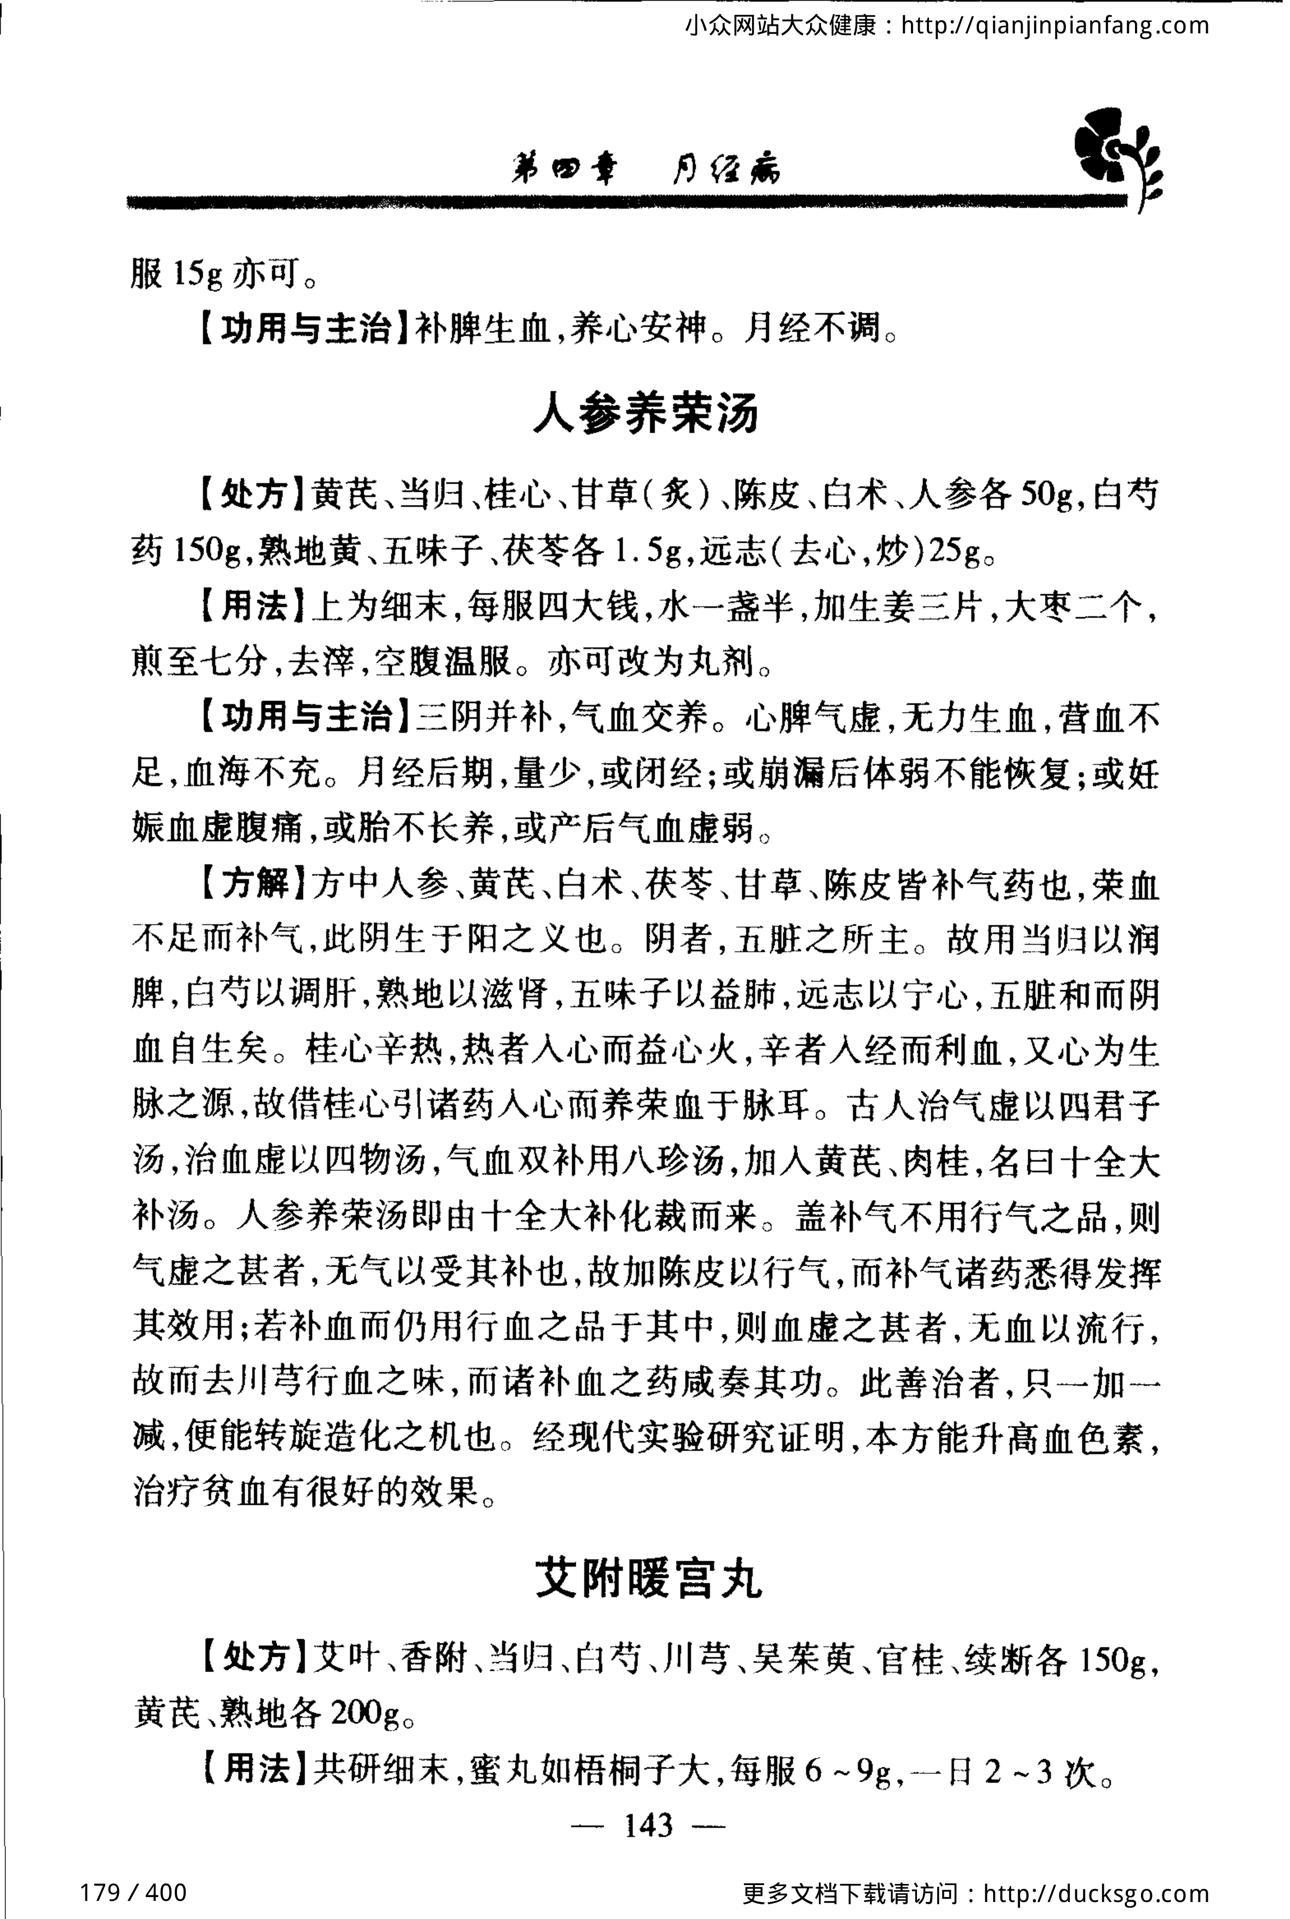 小众网站大众健康：http://qianjinpianfang.com
第四章 月经病
服 15g 亦可。
【功用与主治】补脾生血,养心安神。月经不调。
人参养荣汤
【处方】黄芪、当归、桂心、甘草(炙)、陈皮、白术、人参各 50g,白芍
药 150g,熟地黄、五味子、茯苓各 1.5g,远志(去心,炒)25g。
【用法】上为细末,每服四大钱,水一盏半,加生姜三片,大枣二个,
煎至七分,去滓,空腹温服。亦可改为丸剂。
【功用与主治】三阴并补,气血交养。心脾气虚,无力生血,营血不
足,血海不充。月经后期,量少,或闭经;或崩漏后体弱不能恢复;或妊
娠血虚腹痛,或胎不长养,或产后气血虚弱。
【方解】方中人参、黄芪、白术、茯苓、甘草、陈皮皆补气药也,荣血
不足而补气,此阴生于阳之义也。阴者,五脏之所主。故用当归以润
脾,白芍以调肝,熟地以滋肾,五味子以益肺,远志以宁心,五脏和而阴
血自生矣。桂心辛热,热者入心而益心火,辛者入经而利血,又心为生
脉之源,故借桂心引诸药入心而养荣血于脉耳。古人治气虚以四君子
汤,治血虚以四物汤,气血双补用八珍汤,加入黄芪、肉桂,名曰十全大
补汤。人参养荣汤即由十全大补化裁而来。盖补气不用行气之品,则
气虚之甚者,无气以受其补也,故加陈皮以行气,而补气诸药悉得发挥
其效用;若补血而仍用行血之品于其中,则血虚之甚者,无血以流行,
故而去川芎行血之味,而诸补血之药咸奏其功。此善治者,只一加一
减,便能转旋造化之机也。经现代实验研究证明,本方能升高血色素,
治疗贫血有很好的效果。
艾附暖宫丸
【处方】艾叶、香附、当归、白芍、川芎、吴茱萸、官桂、续断各 150g,
黄芪、熟地各 200g。
【用法】共研细末,蜜丸如梧桐子大,每服 6～9g,一日 2～3 次。
— 143 —
179 / 400
更多文档下载请访问：http://ducksgo.com